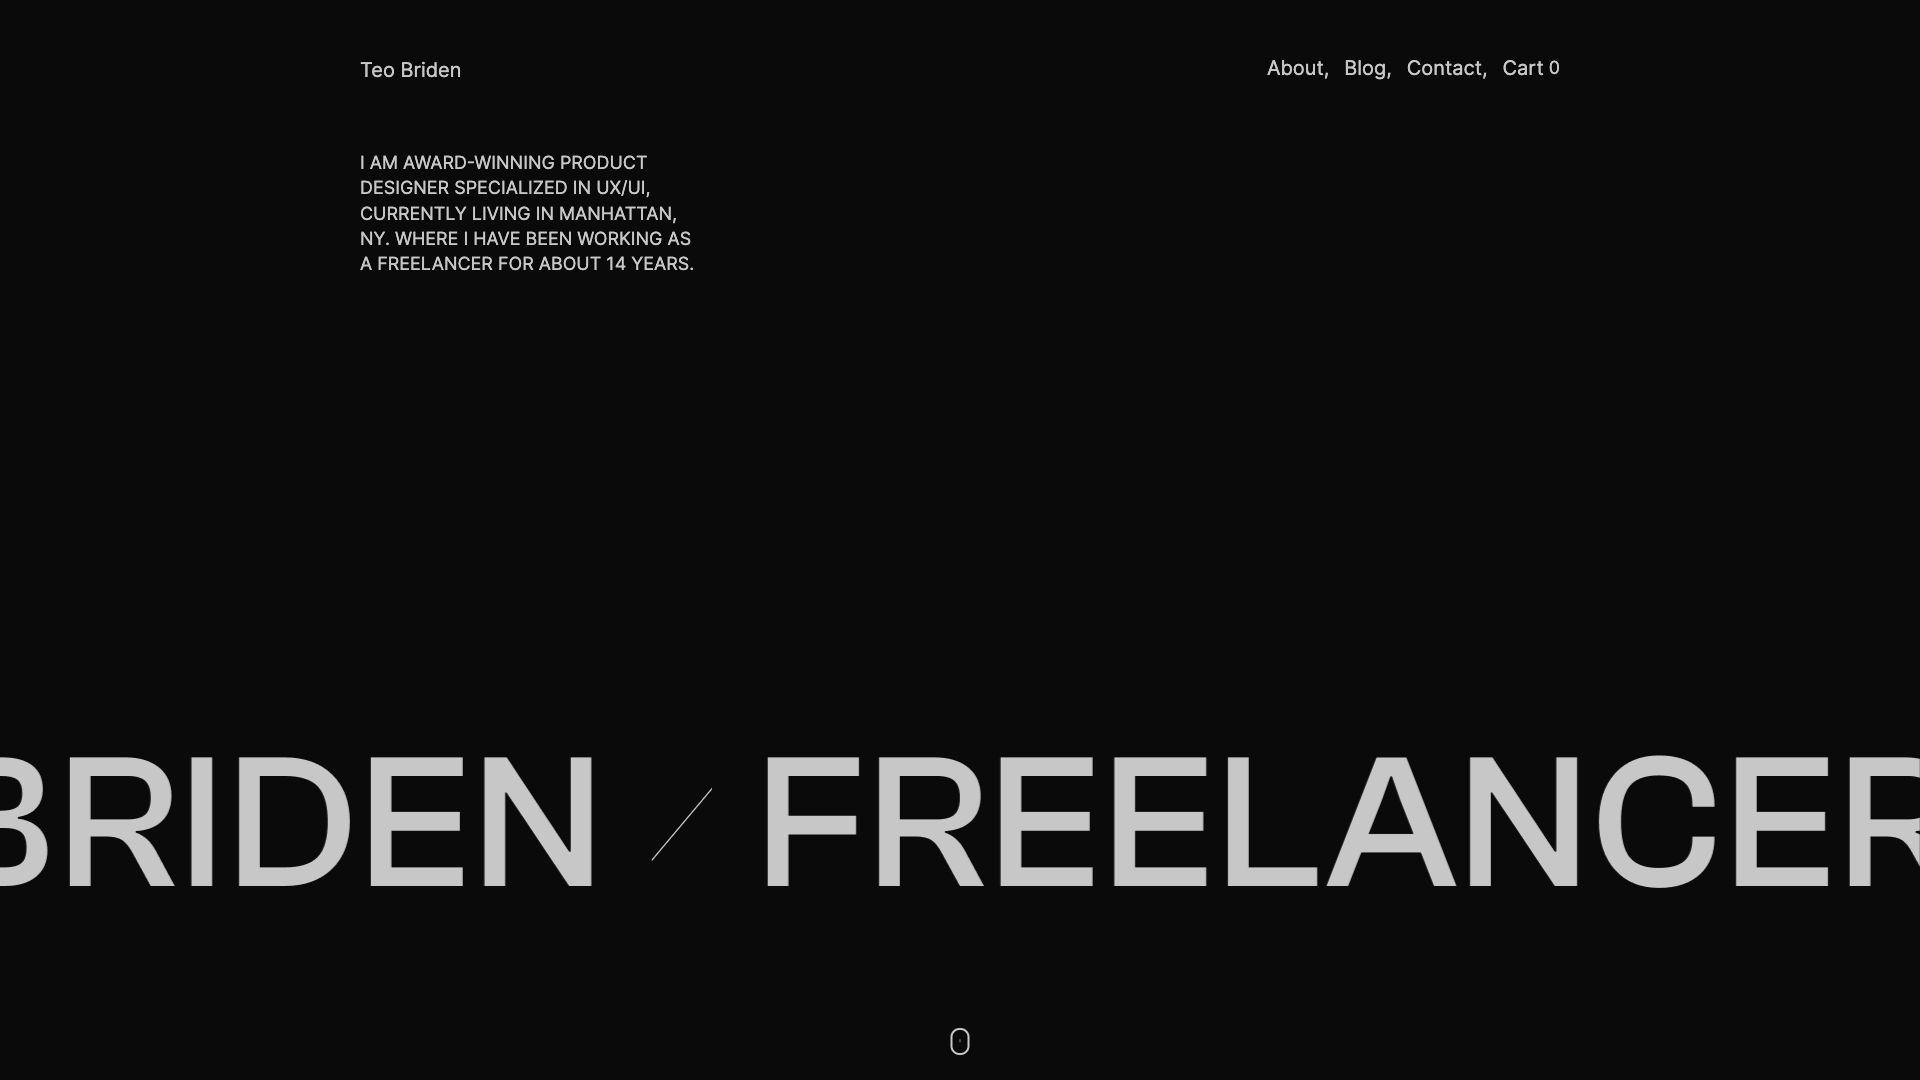 Teo Briden
About, Blog, Contact, Cart 0
I AM AWARD-WINNING PRODUCT
DESIGNER SPECIALIZED IN UX/UI,
CURRENTLY LIVING IN MANHATTAN,
NY. WHERE I HAVE BEEN WORKING AS
A FREELANCER FOR ABOUT 14 YEARS.
BRIDEN / FREELANCER